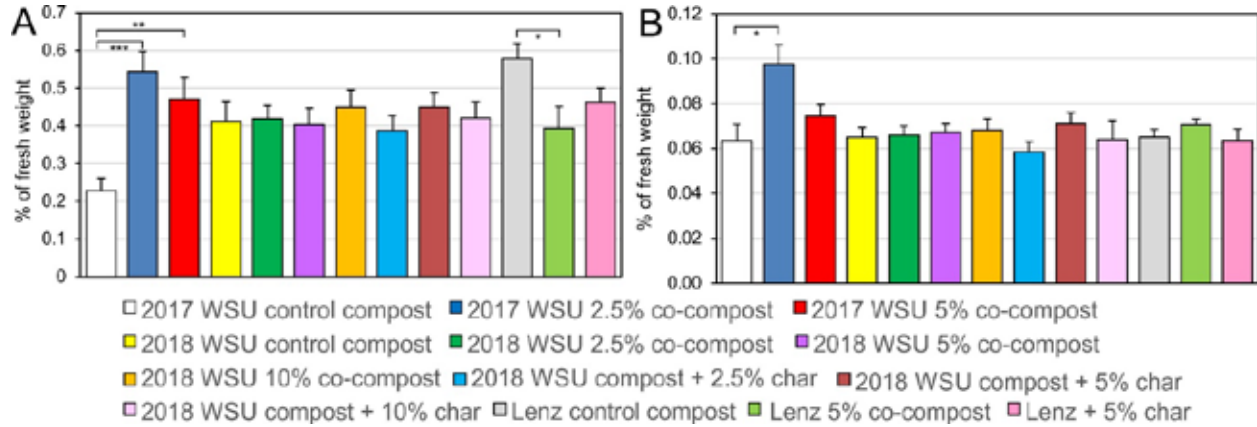 A
B
% of fresh weight
0.7
0.6
0.5
0.4
0.3
0.2
0.1
0
***
**
*
% of fresh weight
0.12
0.10
0.08
0.06
0.04
0.02
0.00
*
2017 WSU control compost 2017 WSU 2.5% co-compost 2017 WSU 5% co-compost
2018 WSU control compost 2018 WSU 2.5% co-compost 2018 WSU 5% co-compost
2018 WSU 10% co-compost 2018 WSU compost + 2.5% char 2018 WSU compost + 5% char
2018 WSU compost + 10% char Lenz control compost Lenz 5% co-compost Lenz + 5% char